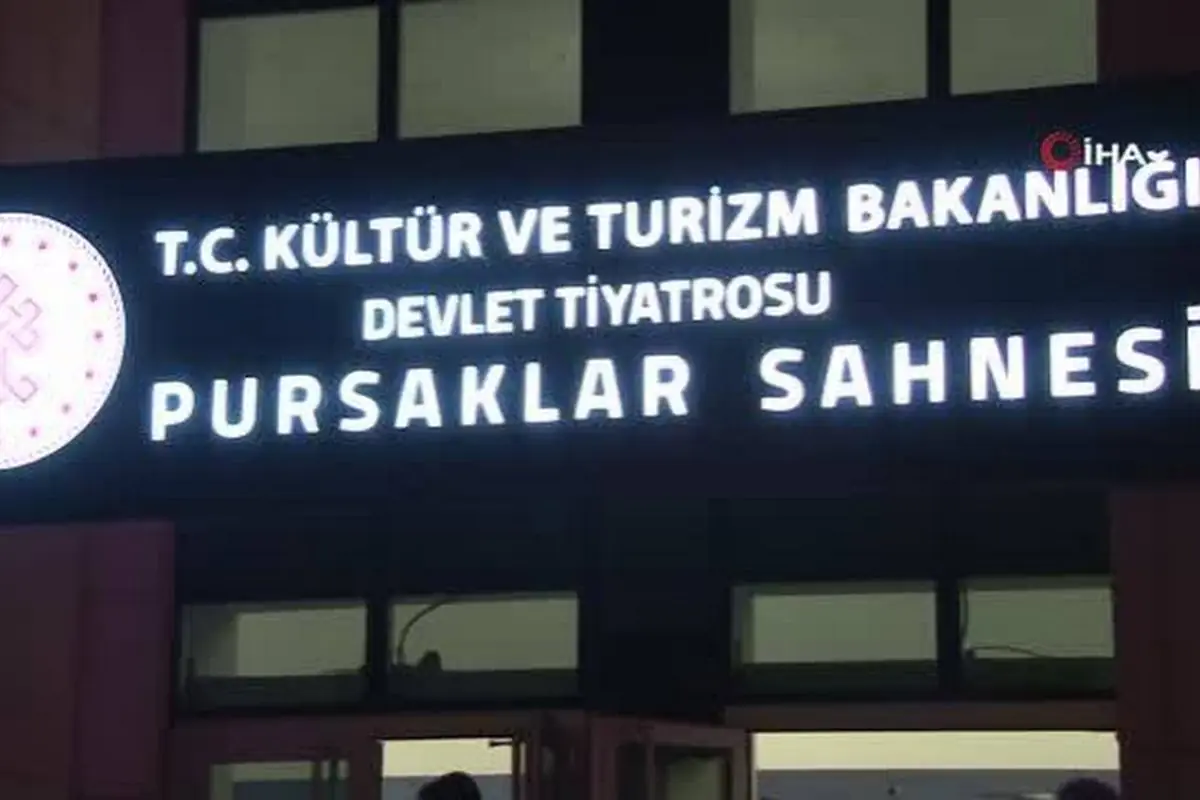 İHA
T.C. KÜLTÜR VE TURİZM BAKANLIĞI
DEVLET TİYATROSU
PURSAKLAR SAHNESİ